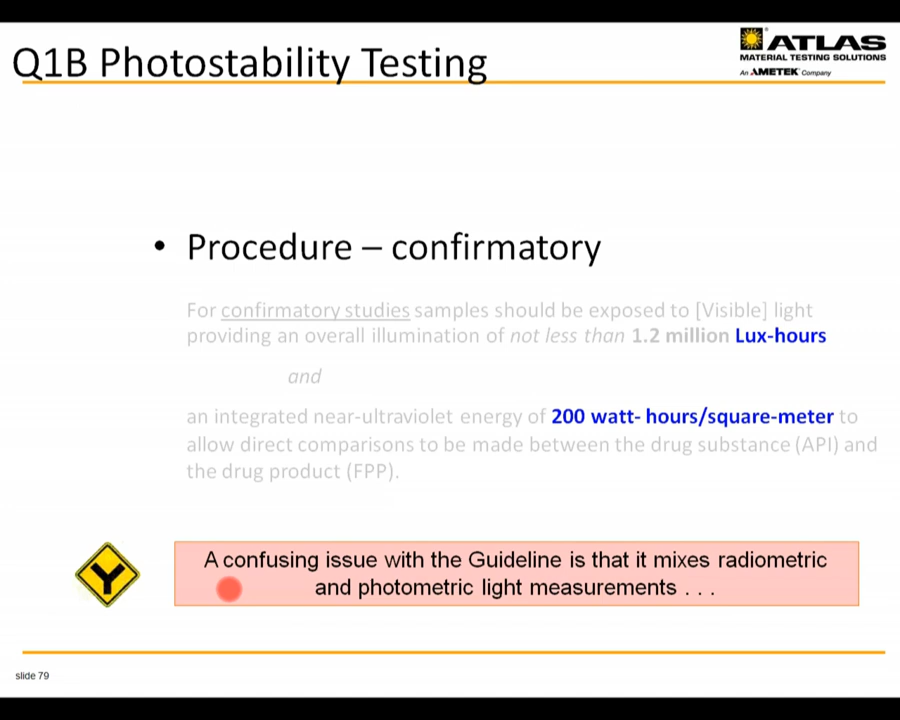 Q1B Photostability Testing
ATLAS
MATERIAL TESTING SOLUTIONS
An AMETEK Company
• Procedure – confirmatory
For confirmatory studies samples should be exposed to [Visible] light
providing an overall illumination of not less than 1.2 million Lux-hours
and
an integrated near-ultraviolet energy of 200 watt- hours/square-meter to
allow direct comparisons to be made between the drug substance (API) and
the drug product (FPP).
A confusing issue with the Guideline is that it mixes radiometric
and photometric light measurements . . .
slide 79